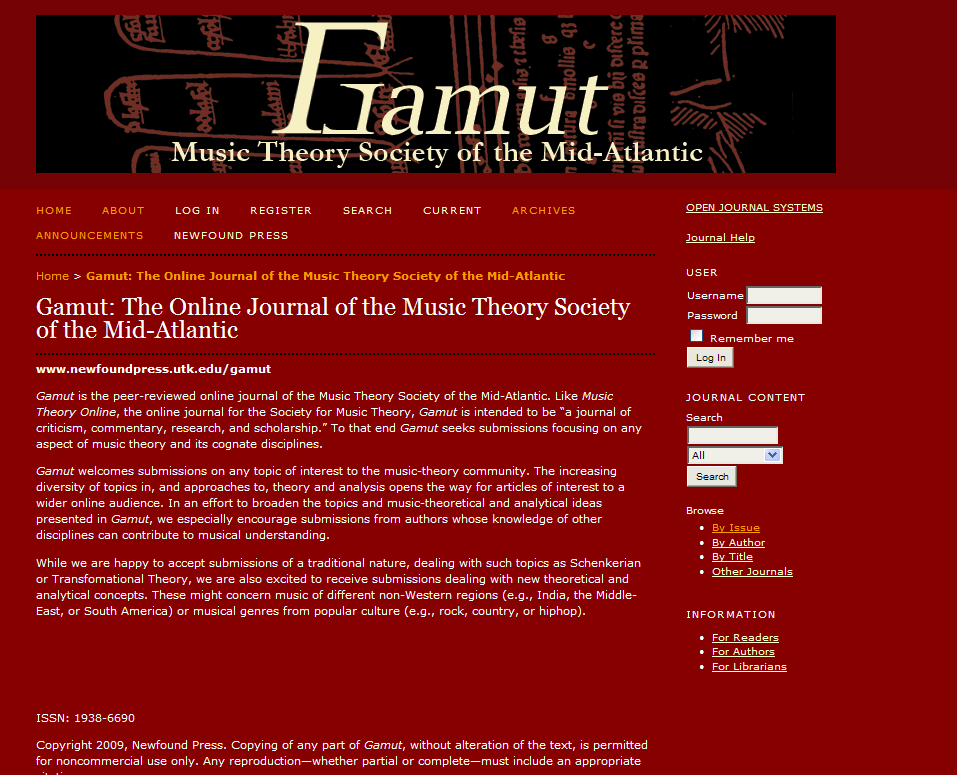 Gamut
Music Theory Society of the Mid-Atlantic
HOME ABOUT LOG IN REGISTER SEARCH CURRENT ARCHIVES
ANNOUNCEMENTS NEWFOUND PRESS
Home > Gamut: The Online Journal of the Music Theory Society of the Mid-Atlantic
Gamut: The Online Journal of the Music Theory Society
of the Mid-Atlantic
www.newfoundpress.utk.edu/gamut
Gamut is the peer-reviewed online journal of the Music Theory Society of the Mid-Atlantic. Like Music
Theory Online, the online journal for the Society for Music Theory, Gamut is intended to be “a journal of
criticism, commentary, research, and scholarship.” To that end Gamut seeks submissions focusing on any
aspect of music theory and its cognate disciplines.
Gamut welcomes submissions on any topic of interest to the music-theory community. The increasing
diversity of topics in, and approaches to, theory and analysis opens the way for articles of interest to a
wider online audience. In an effort to broaden the topics and music-theoretical and analytical ideas
presented in Gamut, we especially encourage submissions from authors whose knowledge of other
disciplines can contribute to musical understanding.
While we are happy to accept submissions of a traditional nature, dealing with such topics as Schenkerian
or Transfomational Theory, we are also excited to receive submissions dealing with new theoretical and
analytical concepts. These might concern music of different non-Western regions (e.g., India, the Middle-
East, or South America) or musical genres from popular culture (e.g., rock, country, or hiphop).
ISSN: 1938-6690
Copyright 2009, Newfound Press. Copying of any part of Gamut, without alteration of the text, is permitted
for noncommercial use only. Any reproduction—whether partial or complete—must include an appropriate
OPEN JOURNAL SYSTEMS
Journal Help
USER
Username
Password
Remember me
Log In
JOURNAL CONTENT
Search
All
Search
Browse
By Issue
By Author
By Title
Other Journals
INFORMATION
For Readers
For Authors
For Librarians